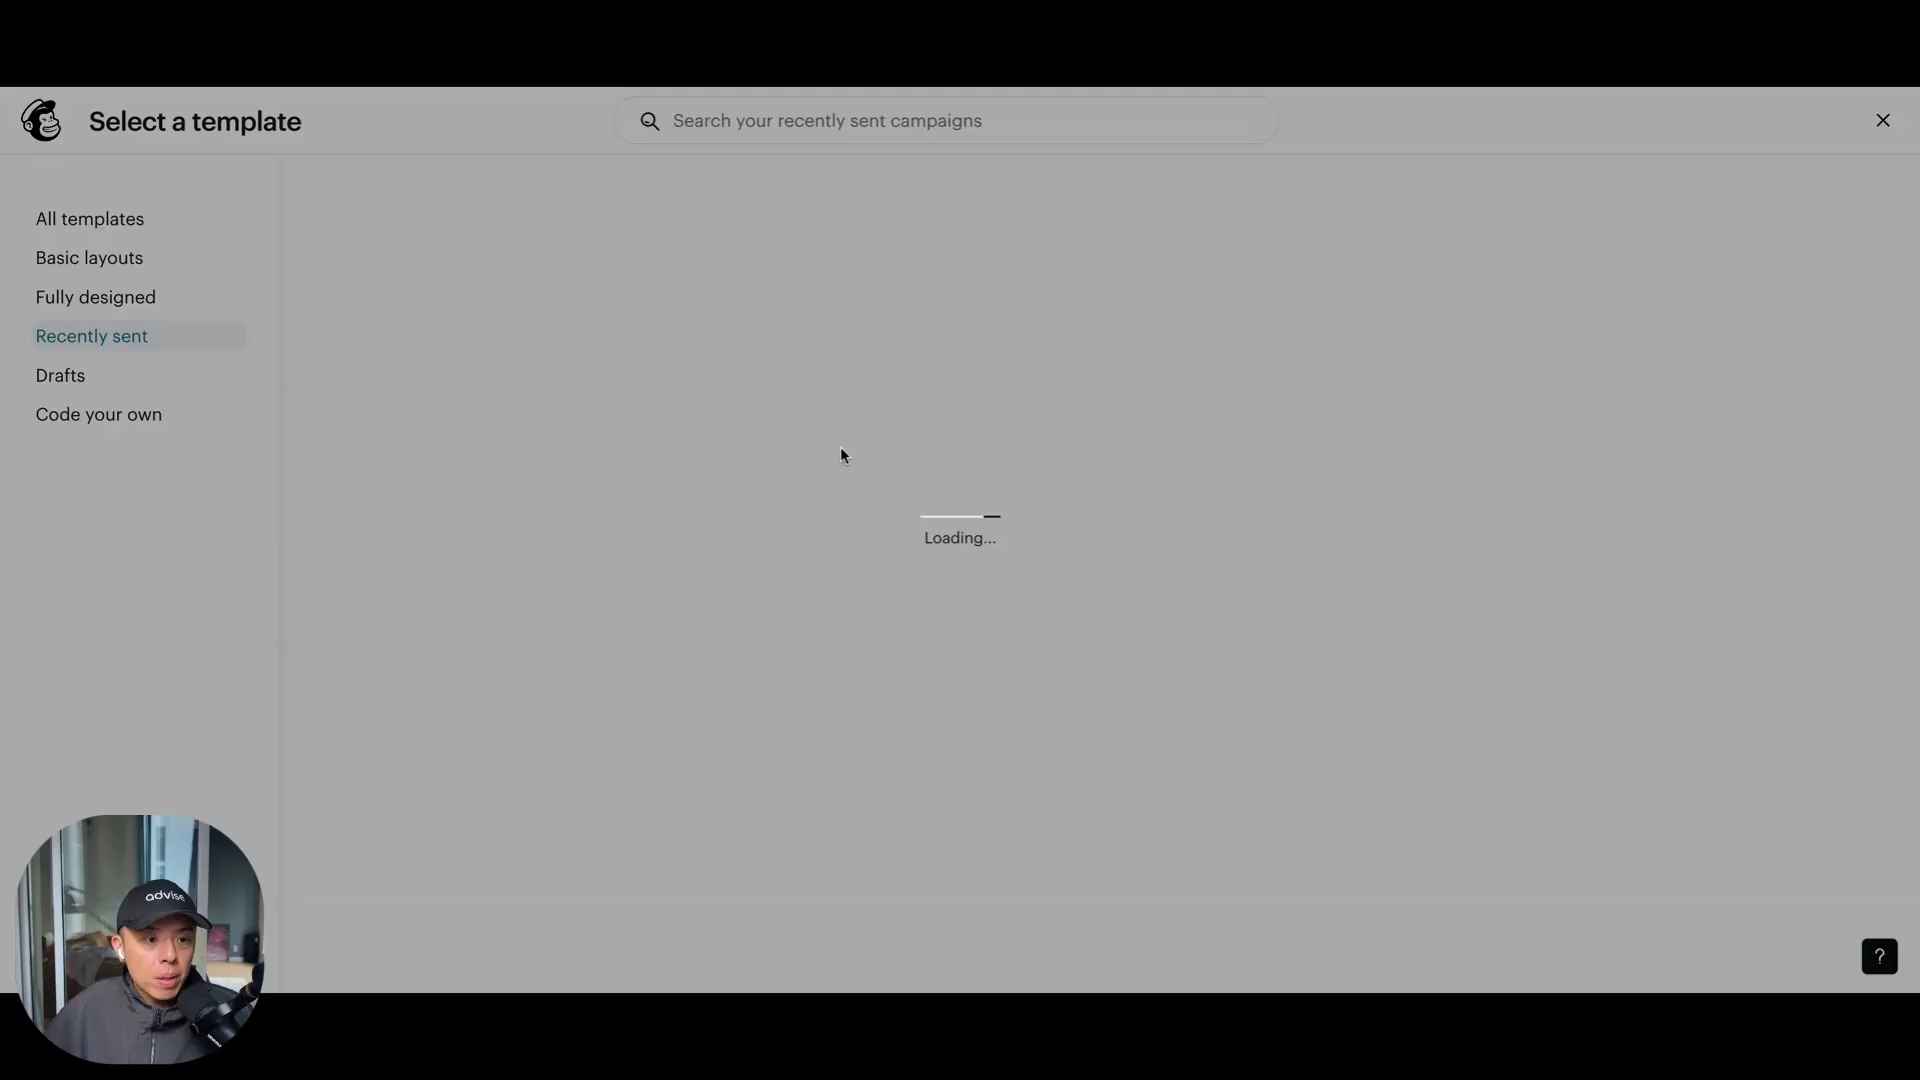 Select a template
Search your recently sent campaigns
All templates
Basic layouts
Fully designed
Recently sent
Drafts
Code your own
Loading...
advise
?